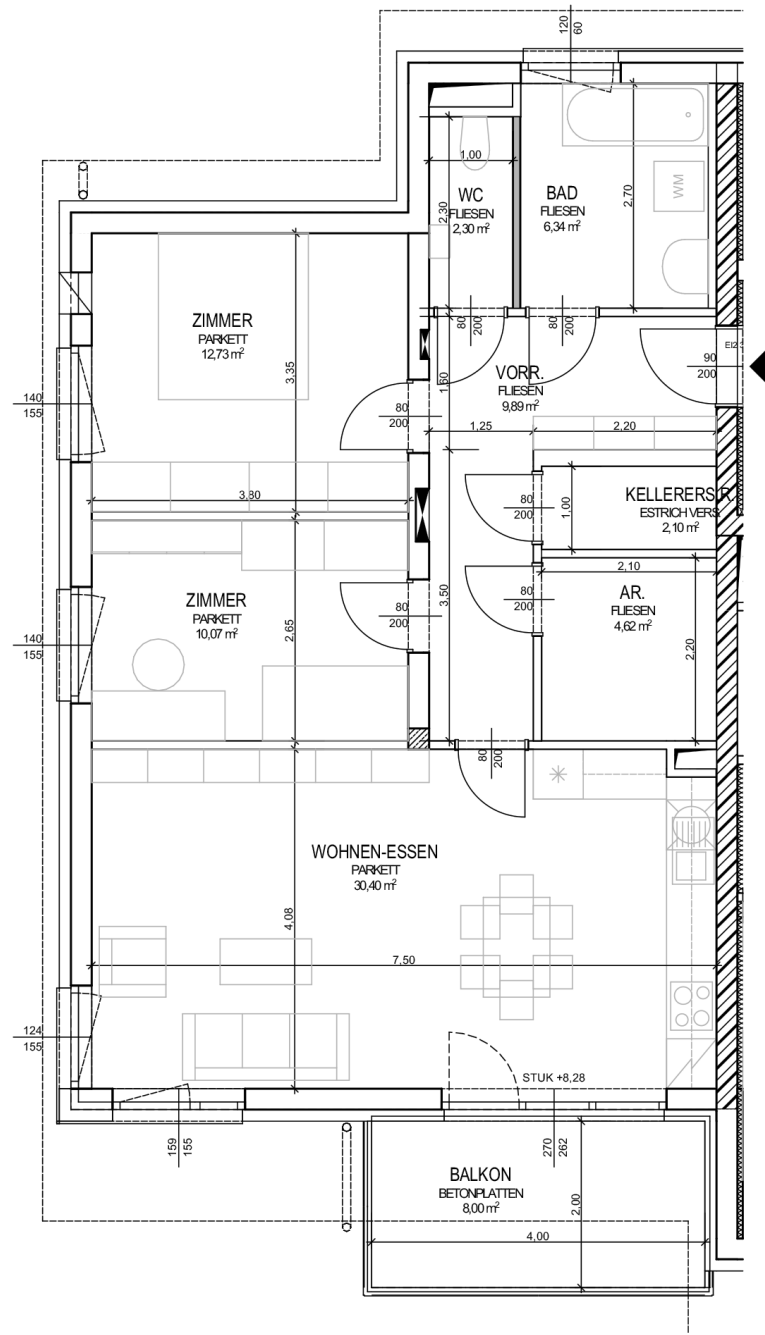 120
60
1,00
WC
FLIESEN
2,30 m²
2,30
BAD
FLIESEN
6,34 m²
2,70
WM
ZIMMER
PARKETT
12,73 m²
3,35
80
200
80
200
EI2
90
200
VORR.
FLIESEN
9,89 m²
1,60
140
155
80
200
1,25
2,20
3,80
80
200
1,00
KELLERERS.R.
ESTRICH VERS.
2,10 m²
2,10
ZIMMER
PARKETT
10,07 m²
2,65
80
200
3,50
80
200
AR.
FLIESEN
4,62 m²
2,20
140
155
80
200
WOHNEN-ESSEN
PARKETT
30,40 m²
4,08
7,50
124
155
STUK +8,28
159
155
270
262
BALKON
BETONPLATTEN
8,00 m²
2,00
4,00